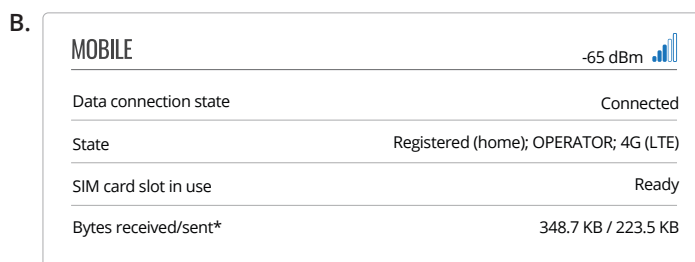 B.
MOBILE -65 dBm
Data connection state Connected
State Registered (home); OPERATOR; 4G (LTE)
SIM card slot in use Ready
Bytes received/sent* 348.7 KB / 223.5 KB